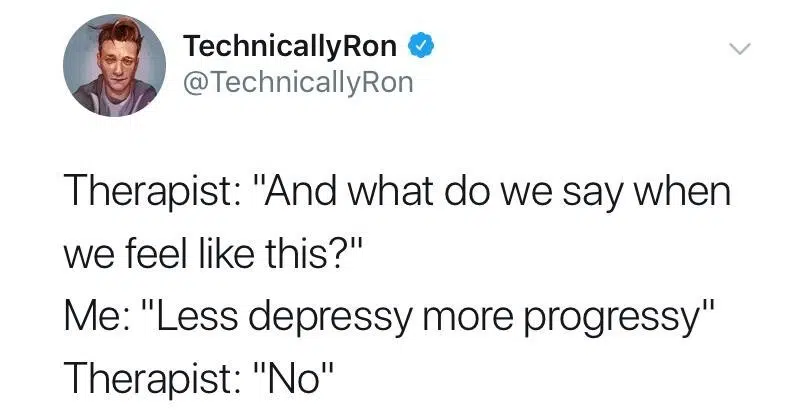 TechnicallyRon
@TechnicallyRon
Therapist: "And what do we say when
we feel like this?"
Me: "Less depressy more progressy"
Therapist: "No"